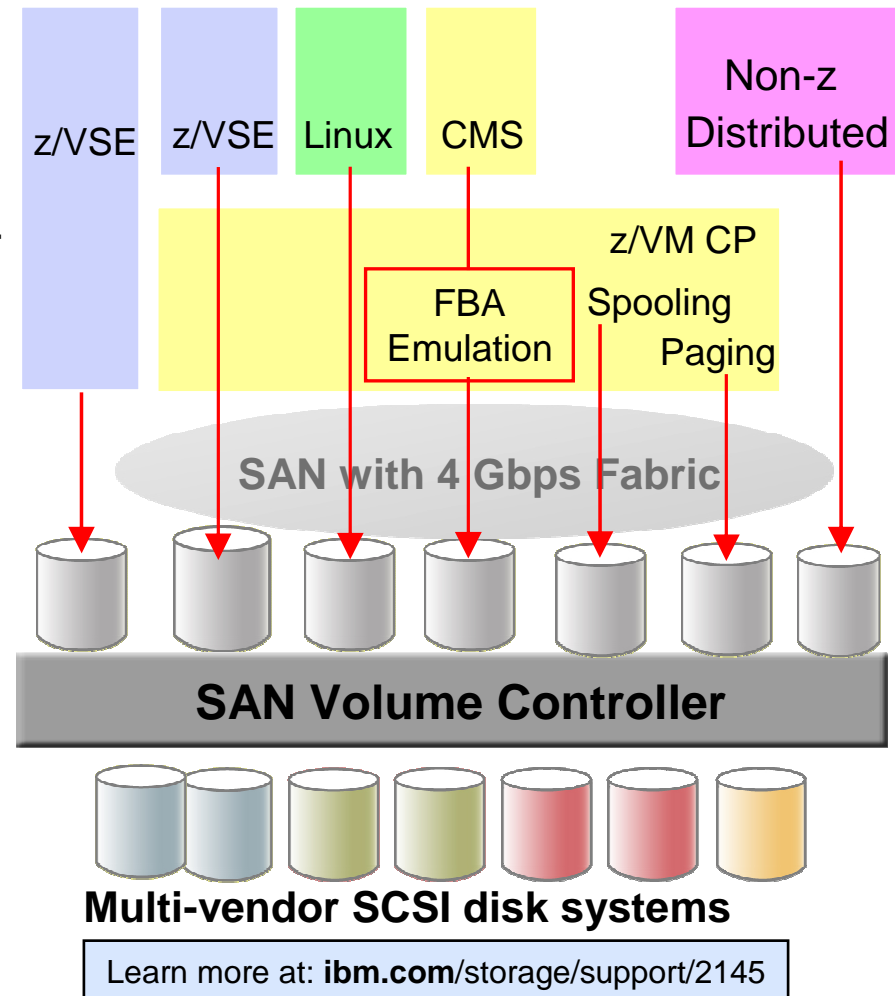 z/VSE
z/VSE
Linux
CMS
Non-z
Distributed
z/VM CP
FBA
Emulation
Spooling
Paging
SAN with 4 Gbps Fabric
SAN Volume Controller
Multi-vendor SCSI disk systems
Learn more at: ibm.com/storage/support/2145